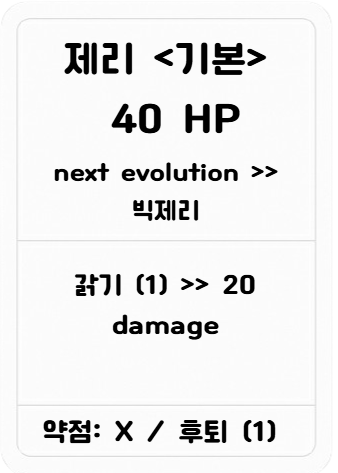 제리 <기본>
40 HP
next evolution >>
빅제리
갉기 (1) >> 20
damage
약점: X / 후퇴 (1)